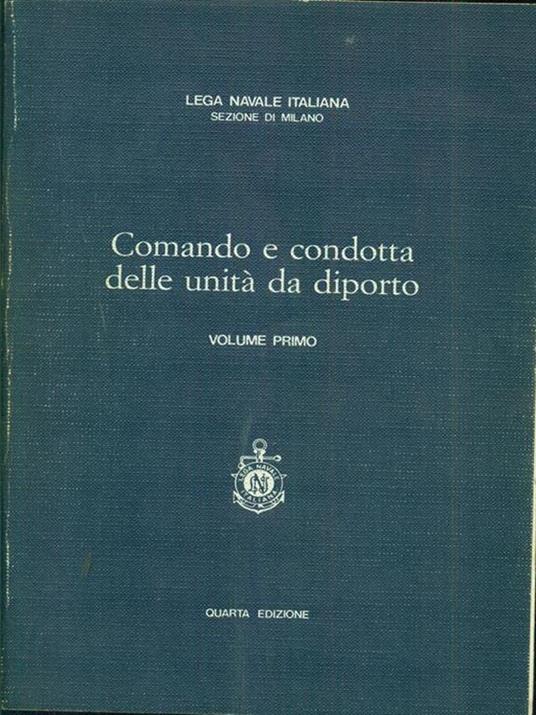 LEGA NAVALE ITALIANA
SEZIONE DI MILANO
Comando e condotta
delle unità da diporto
VOLUME PRIMO
LEGA NAVALE
ITALIANA
QUARTA EDIZIONE